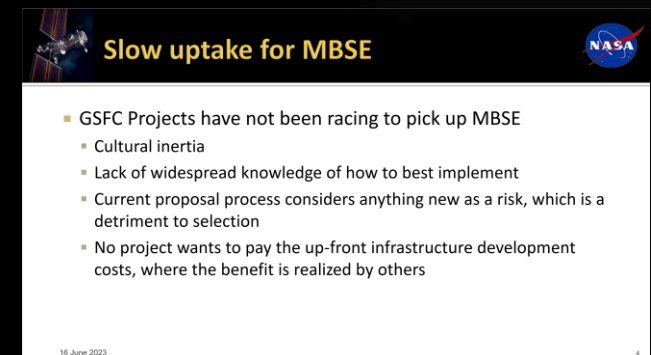 Slow uptake for MBSE
NASA
GSFC Projects have not been racing to pick up MBSE
Cultural inertia
Lack of widespread knowledge of how to best implement
Current proposal process considers anything new as a risk, which is a
detriment to selection
No project wants to pay the up-front infrastructure development
costs, where the benefit is realized by others
16 June 2023
4